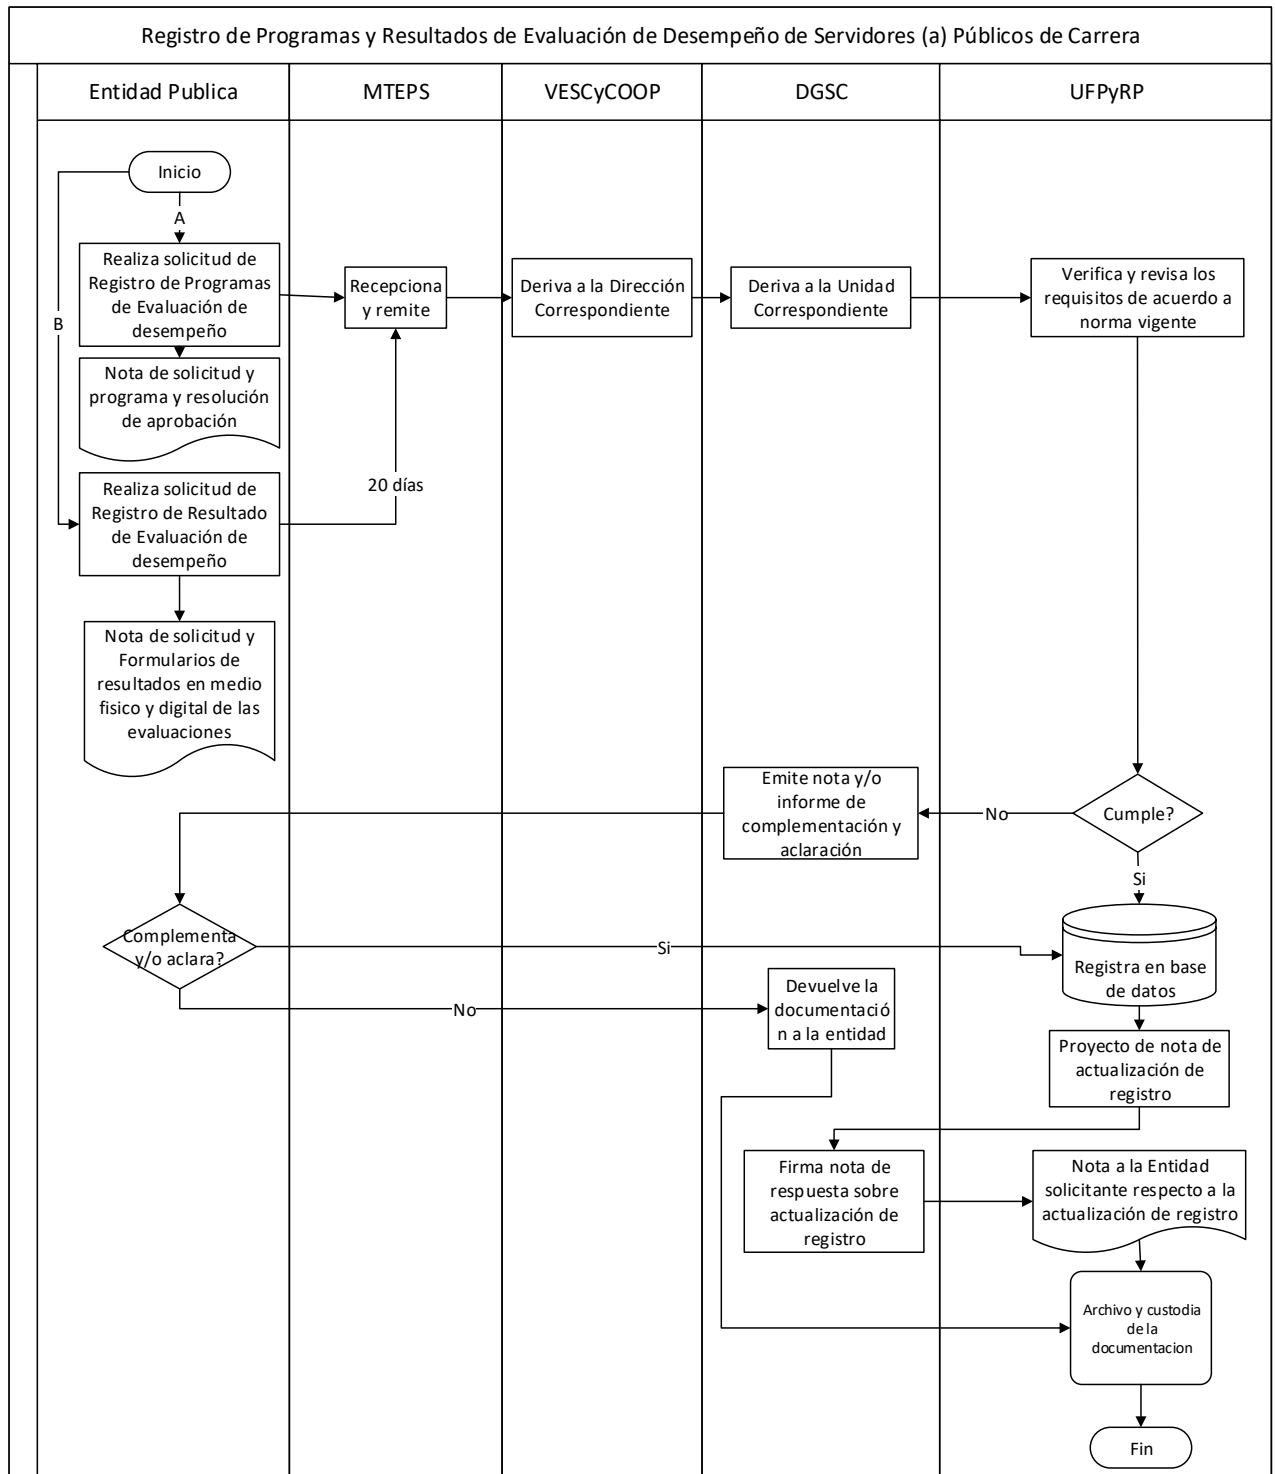 Registro de Programas y Resultados de Evaluación de Desempeño de Servidores (a) Públicos de Carrera
Entidad Publica
MTEPS
VESCyCOOP
DGSC
UFPyRP
Inicio
A
B
Realiza solicitud de
Registro de Programas
de Evaluación de
desempeño
Recepciona
y remite
Deriva a la Dirección
Correspondiente
Deriva a la Unidad
Correspondiente
Verifica y revisa los
requisitos de acuerdo a
norma vigente
Nota de solicitud y
programa y resolución
de aprobación
Realiza solicitud de
Registro de Resultado
de Evaluación de
desempeño
20 días
Nota de solicitud y
Formularios de
resultados en medio
fisico y digital de las
evaluaciones
Emite nota y/o
informe de
complementación y
aclaración
No
Cumple?
Si
Complementa
y/o aclara?
Si
Registra en base
de datos
No
Devuelve la
documentació
n a la entidad
Proyecto de nota de
actualización de
registro
Firma nota de
respuesta sobre
actualización de
registro
Nota a la Entidad
solicitante respecto a la
actualización de registro
Archivo y custodia
de la
documentacion
Fin